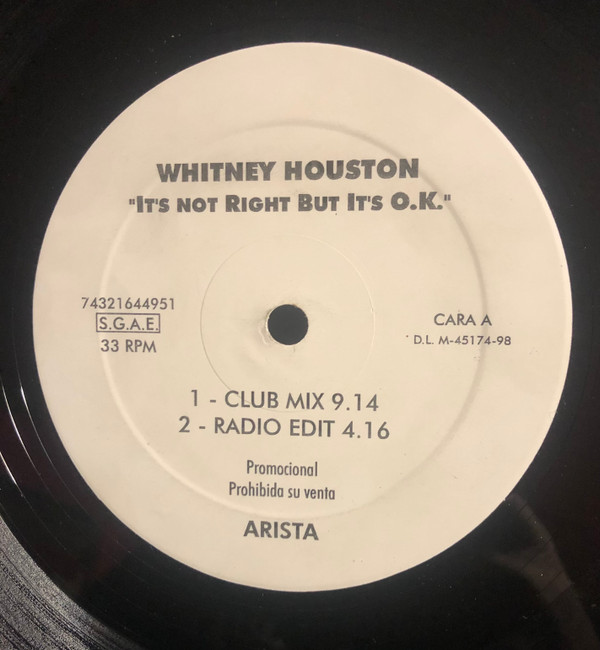 WHITNEY HOUSTON
"IT'S NOT RIGHT BUT IT'S O.K."
74321644951
S.G.A.E.
33 RPM
CARA A
D.L. M-45174-98
1 - CLUB MIX 9.14
2 - RADIO EDIT 4.16
Promocional
Prohibida su venta
ARISTA